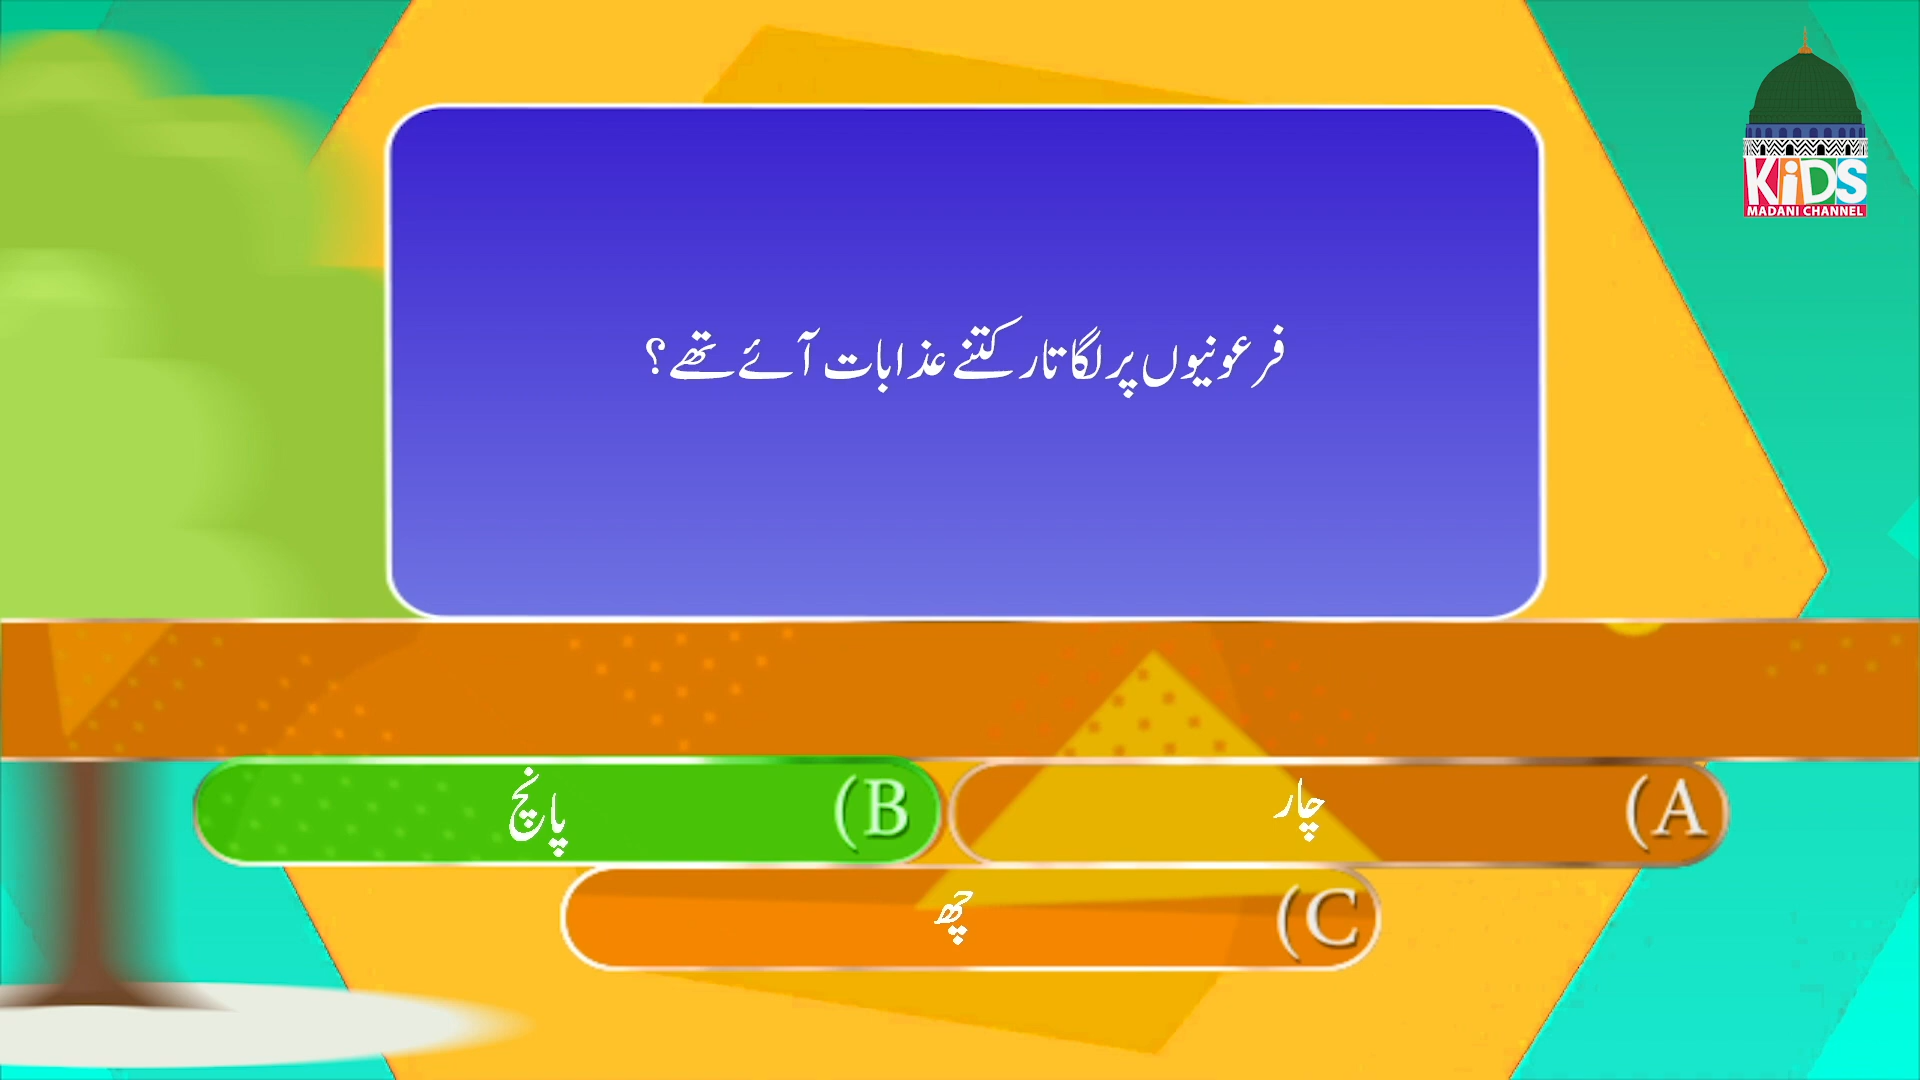 KiDS
MADANI CHANNEL
فرعونیوں پر لگاتار کتنے عذابات آئے تھے؟
A) چار
B) پانچ
C) چھ